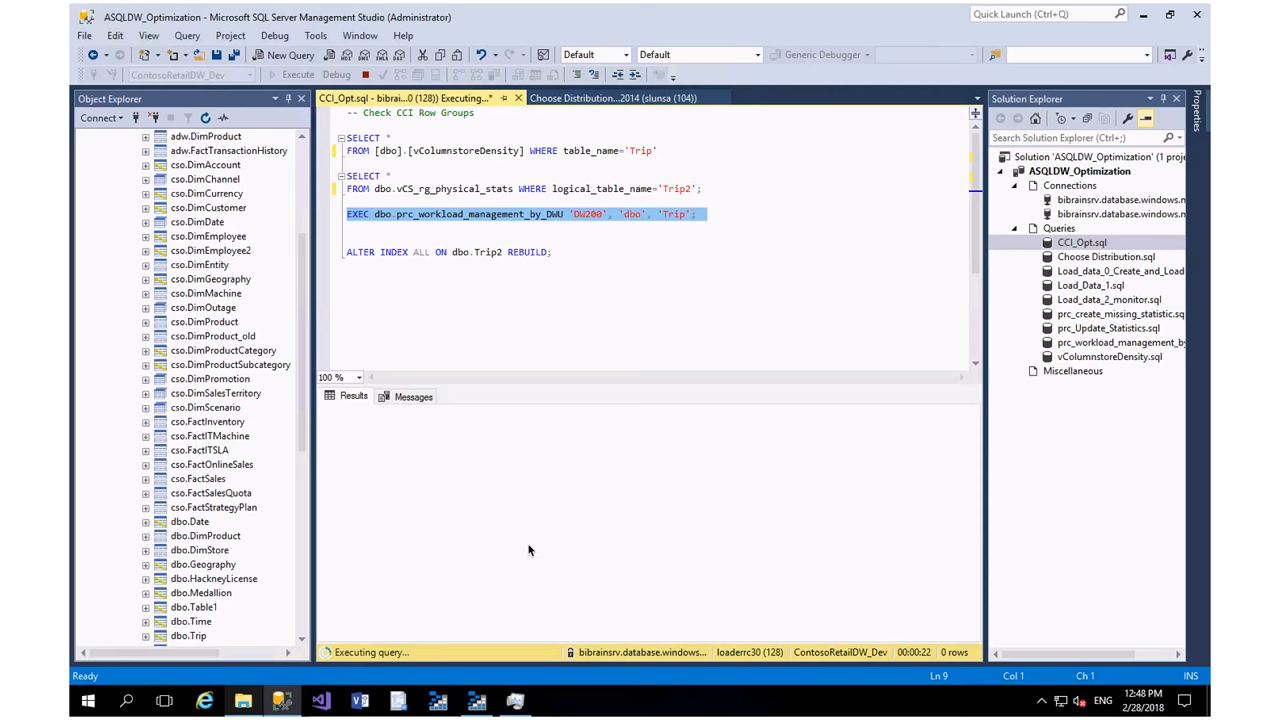 ASQLDW_Optimization - Microsoft SQL Server Management Studio (Administrator)
Quick Launch (Ctrl+Q)
File Edit View Query Project Debug Tools Window Help
New Query Default Default Generic Debugger
ContosoRetailDW_Dev Execute Debug
Object Explorer
Connect
adw.DimProduct
adw.FactTransactionHistory
cso.DimAccount
cso.DimChannel
cso.DimCurrency
cso.DimCustomer
cso.DimDate
cso.DimEmployee
cso.DimEmployee2
cso.DimEntity
cso.DimGeography
cso.DimMachine
cso.DimOutage
cso.DimProduct
cso.DimProduct_old
cso.DimProductCategory
cso.DimProductSubcategory
cso.DimPromotion
cso.DimSalesTerritory
cso.DimScenario
cso.FactInventory
cso.FactITMachine
cso.FactITSLA
cso.FactOnlineSales
cso.FactSales
cso.FactSalesQuota
cso.FactStrategyPlan
dbo.Date
dbo.DimProduct
dbo.DimStore
dbo.Geography
dbo.HackneyLicense
dbo.Medallion
dbo.Table1
dbo.Time
dbo.Trip
CCI_Opt.sql - bibrai...0 (128)) Executing...*
Choose Distribution...2014 (slunsa (104))
-- Check CCI Row Groups
SELECT *
FROM [dbo].[vColumnstoreDensity] WHERE table_name='Trip'
SELECT *
FROM dbo.vCS_rg_physical_stats WHERE logical_table_name='Trip2';
EXEC dbo.prc_workload_management_by_DWU 'DW200', 'dbo', 'Trip';
ALTER INDEX ALL ON dbo.Trip2 REBUILD;
100 %
Results Messages
Executing query... bibrainsrv.database.windows... loaderrc30 (128) ContosoRetailDW_Dev 00:00:22 0 rows
Solution Explorer
Search Solution Explorer (Ctrl+;)
Solution 'ASQLDW_Optimization' (1 proj
ASQLDW_Optimization
Connections
bibrainsrv.database.windows.n
bibrainsrv.database.windows.n
Queries
CCI_Opt.sql
Choose Distribution.sql
Load_data_0_Create_and_Load
Load_Data_1.sql
Load_data_2_monitor.sql
prc_create_missing_statistic.sq
prc_Update_Statistics.sql
prc_workload_management_by
vColumnstoreDensity.sql
Miscellaneous
Properties
Ready Ln 9 Col 1 Ch 1 INS
ENG
12:48 PM
2/28/2018